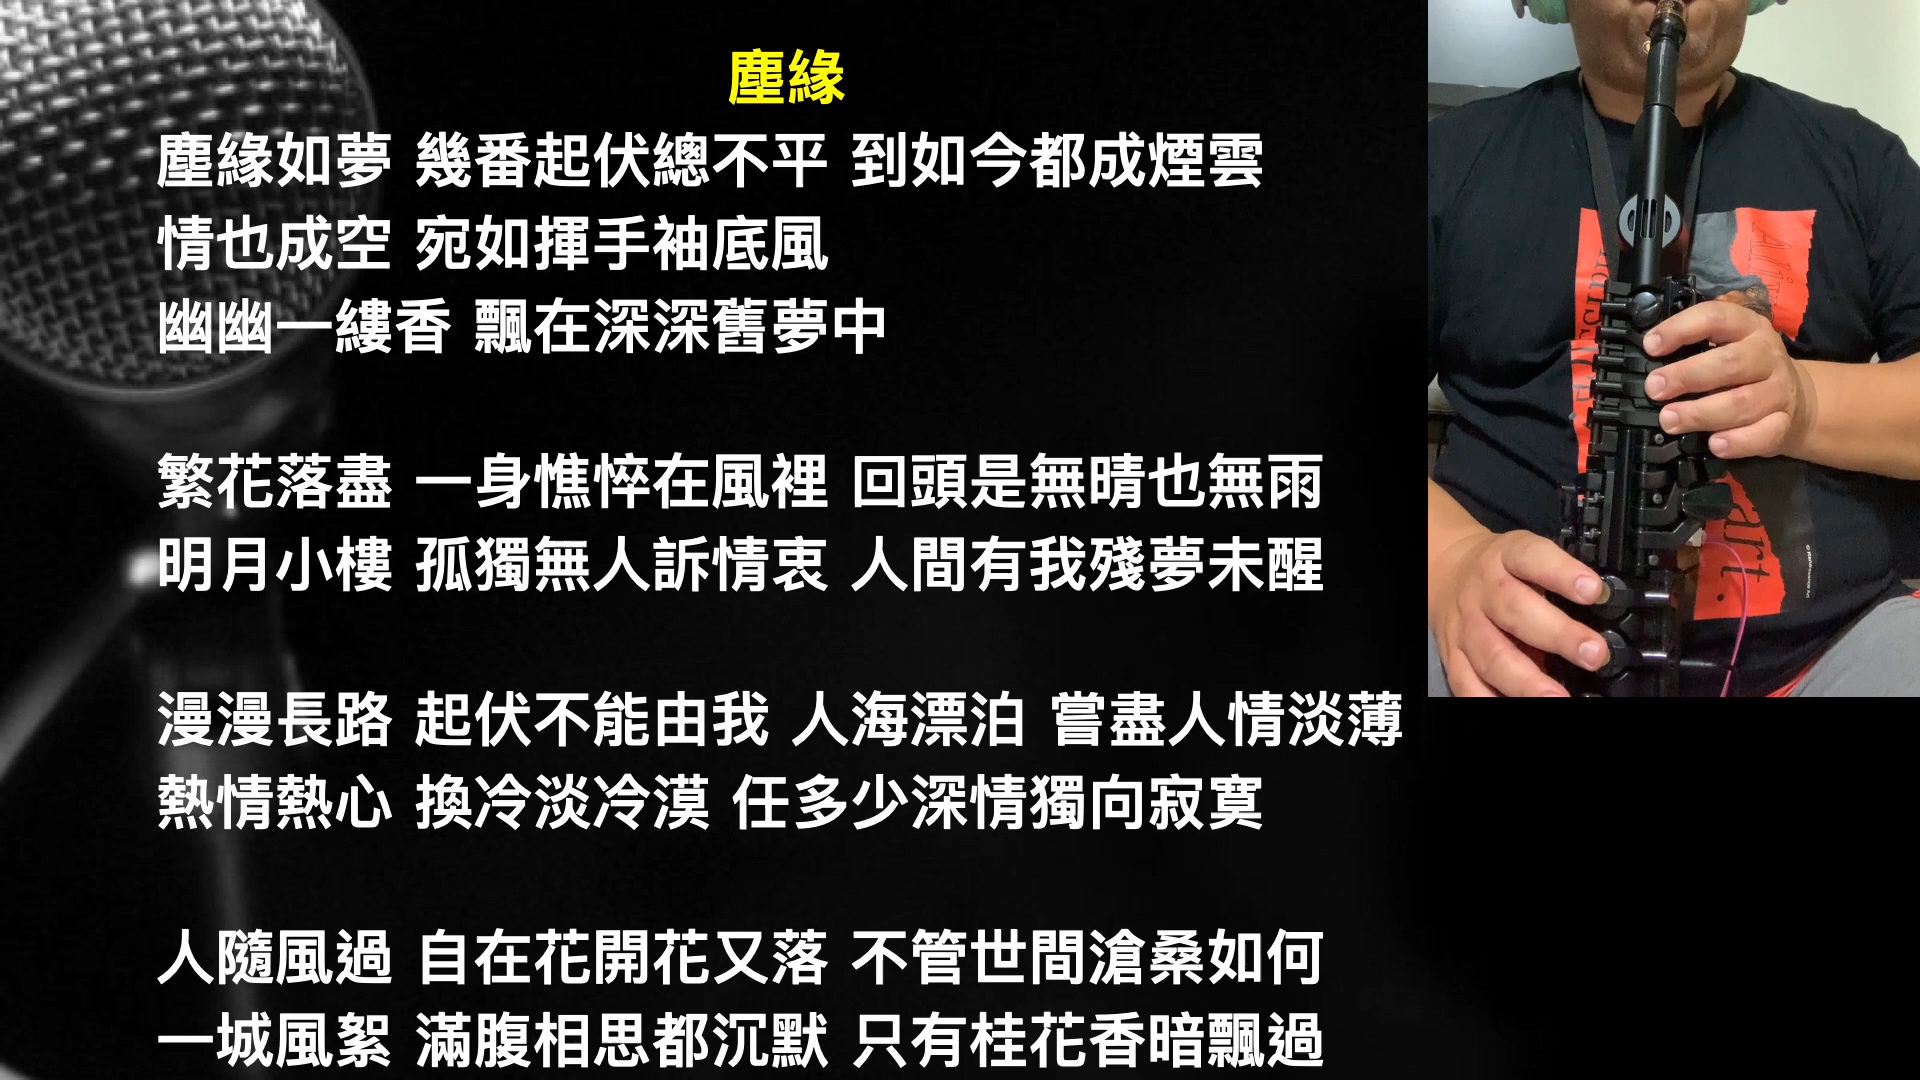 塵緣
塵緣如夢 幾番起伏總不平 到如今都成煙雲
情也成空 宛如揮手袖底風
幽幽一縷香 飄在深深舊夢中
繁花落盡 一身憔悴在風裡 回頭是無晴也無雨
明月小樓 孤獨無人訴情衷 人間有我殘夢未醒
漫漫長路 起伏不能由我 人海漂泊 嘗盡人情淡薄
熱情熱心 換冷淡冷漠 任多少深情獨向寂寞
人隨風過 自在花開花又落 不管世間滄桑如何
一城風絮 滿腹相思都沉默 只有桂花香暗飄過
art.